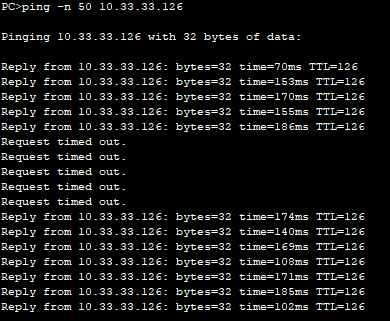 PC>ping -n 50 10.33.33.126
Pinging 10.33.33.126 with 32 bytes of data:
Reply from 10.33.33.126: bytes=32 time=70ms TTL=126
Reply from 10.33.33.126: bytes=32 time=153ms TTL=126
Reply from 10.33.33.126: bytes=32 time=170ms TTL=126
Reply from 10.33.33.126: bytes=32 time=155ms TTL=126
Reply from 10.33.33.126: bytes=32 time=186ms TTL=126
Request timed out.
Request timed out.
Request timed out.
Request timed out.
Request timed out.
Reply from 10.33.33.126: bytes=32 time=174ms TTL=126
Reply from 10.33.33.126: bytes=32 time=140ms TTL=126
Reply from 10.33.33.126: bytes=32 time=169ms TTL=126
Reply from 10.33.33.126: bytes=32 time=108ms TTL=126
Reply from 10.33.33.126: bytes=32 time=171ms TTL=126
Reply from 10.33.33.126: bytes=32 time=185ms TTL=126
Reply from 10.33.33.126: bytes=32 time=102ms TTL=126